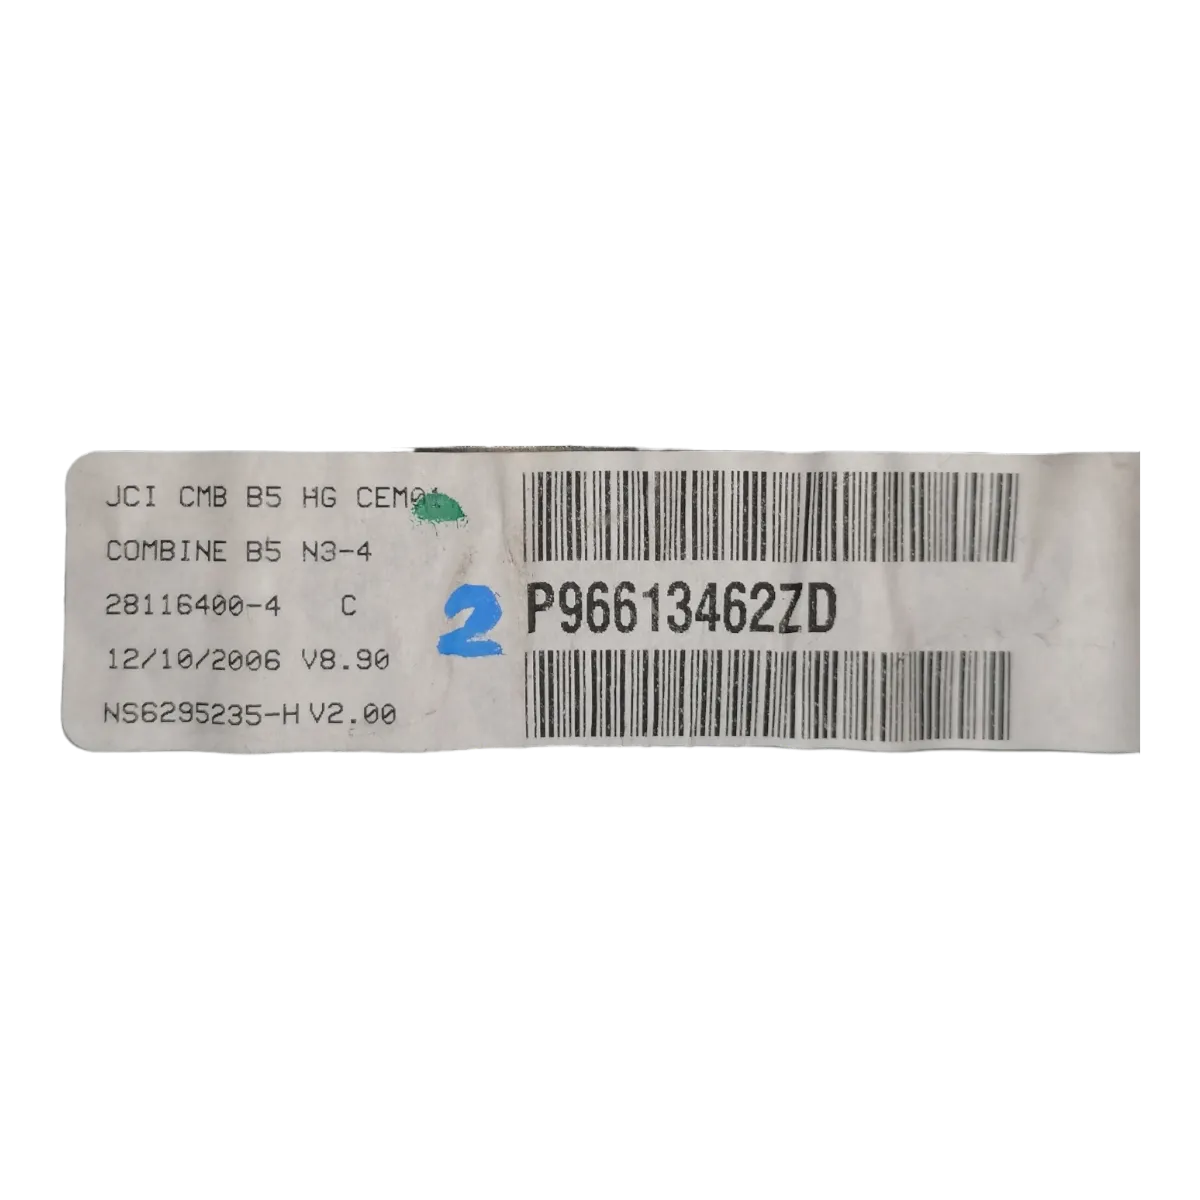 JCI CMB B5 HG CEM01
COMBINE B5 N3-4
28116400-4 C
12/10/2006 V8.90
NS6295235-H V2.00
2
P96613462ZD